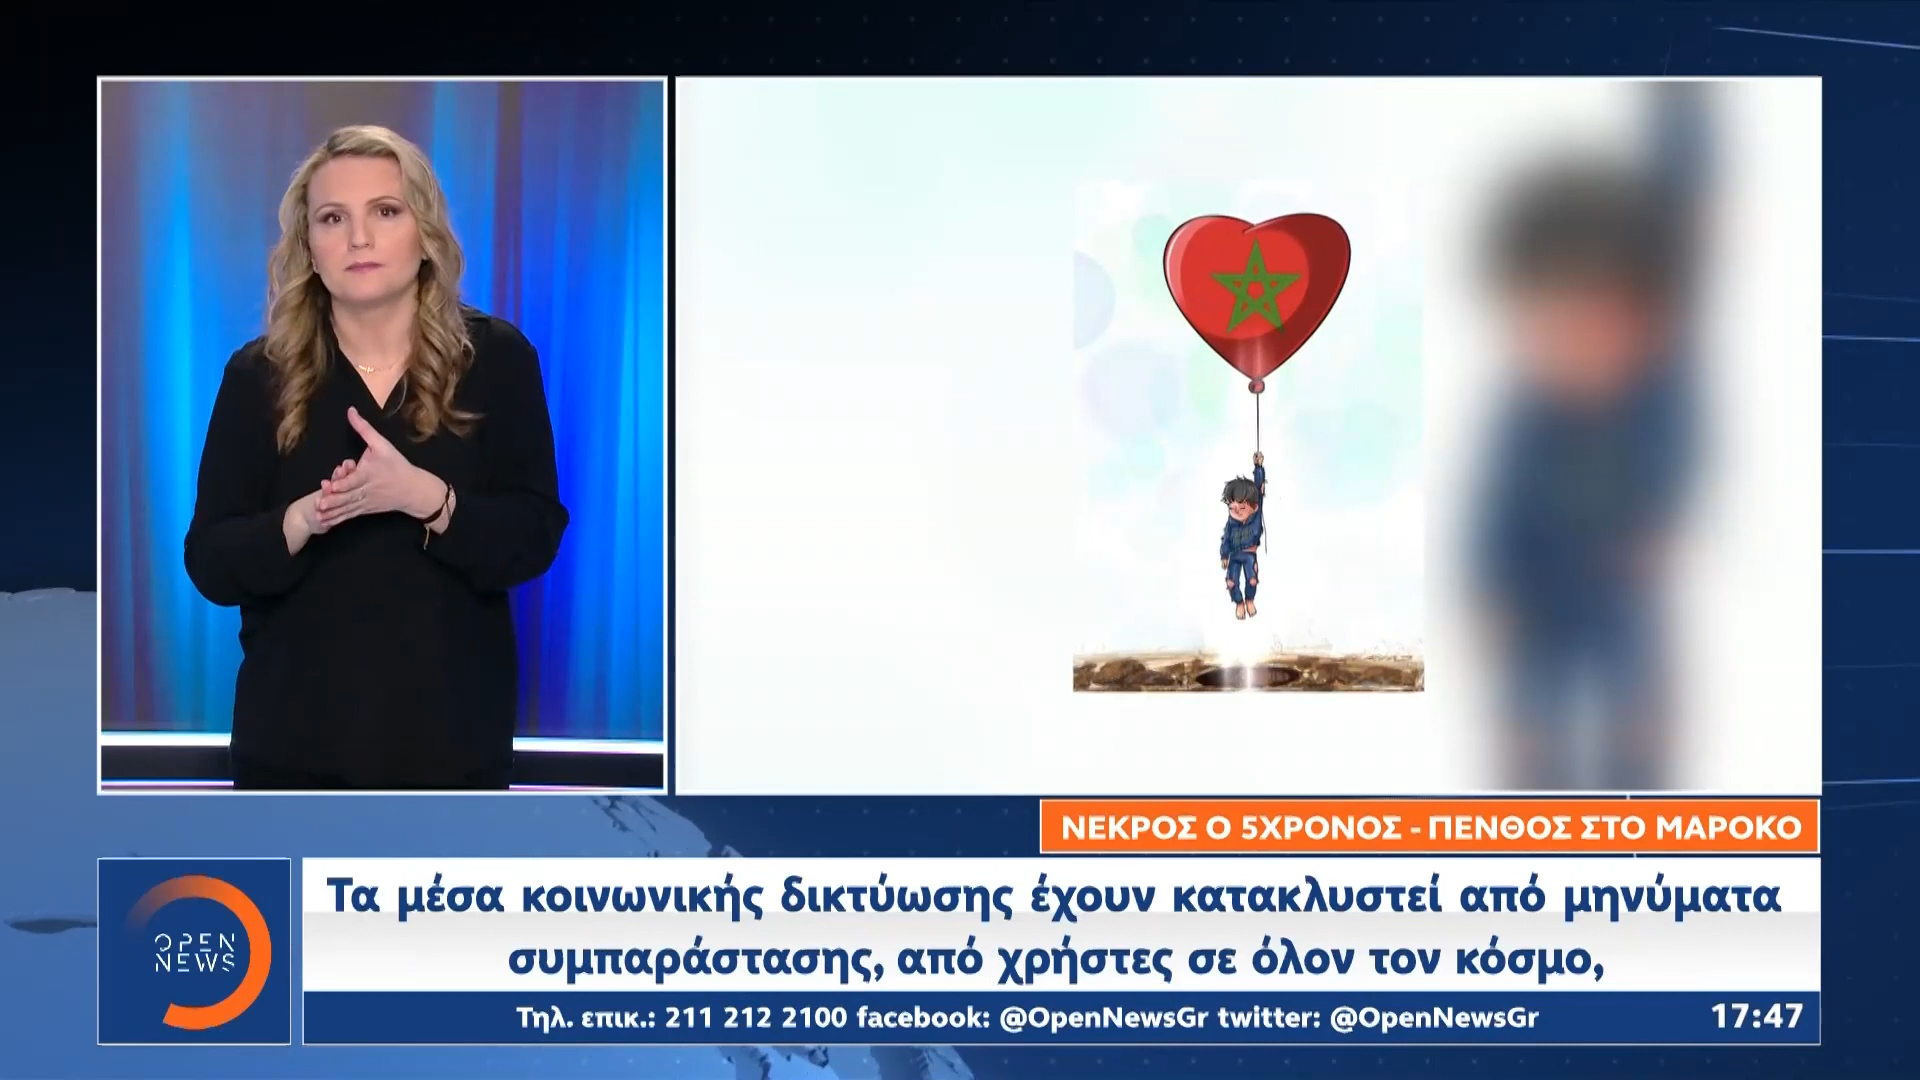 ΝΕΚΡΟΣ Ο 5ΧΡΟΝΟΣ - ΠΕΝΘΟΣ ΣΤΟ ΜΑΡΟΚΟ
Τα μέσα κοινωνικής δικτύωσης έχουν κατακλυστεί από μηνύματα
συμπαράστασης, από χρήστες σε όλον τον κόσμο,
OPEN
NEWS
Τηλ. επικ.: 211 212 2100 facebook: @OpenNewsGr twitter: @OpenNewsGr
17:47